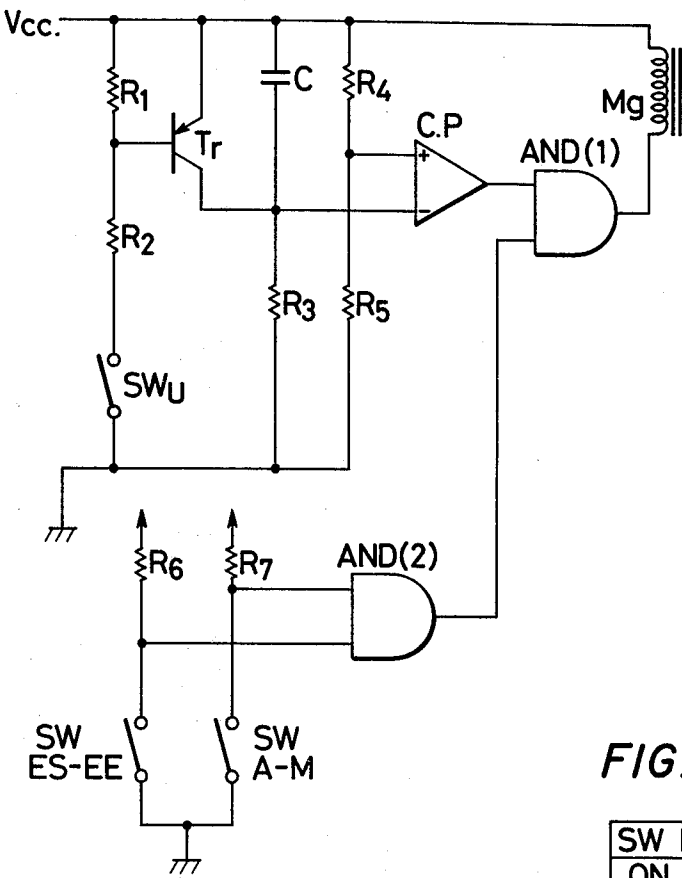 Vcc.
R1
C
R4
Mg
C.P
Tr
AND(1)
+
R2
−
R3
R5
SWU
R6
R7
AND(2)
SW
ES-EE
SW
A-M
FIG.
SW
ON